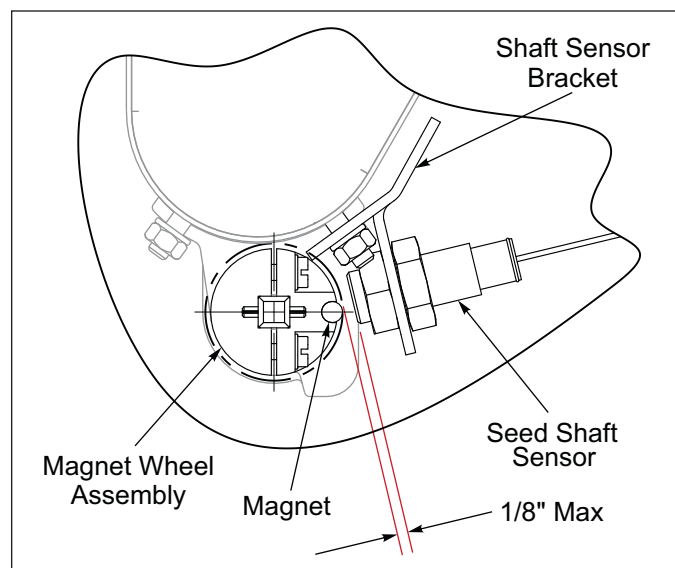 Shaft Sensor
Bracket
Seed Shaft
Sensor
Magnet Wheel
Assembly
Magnet
1/8" Max